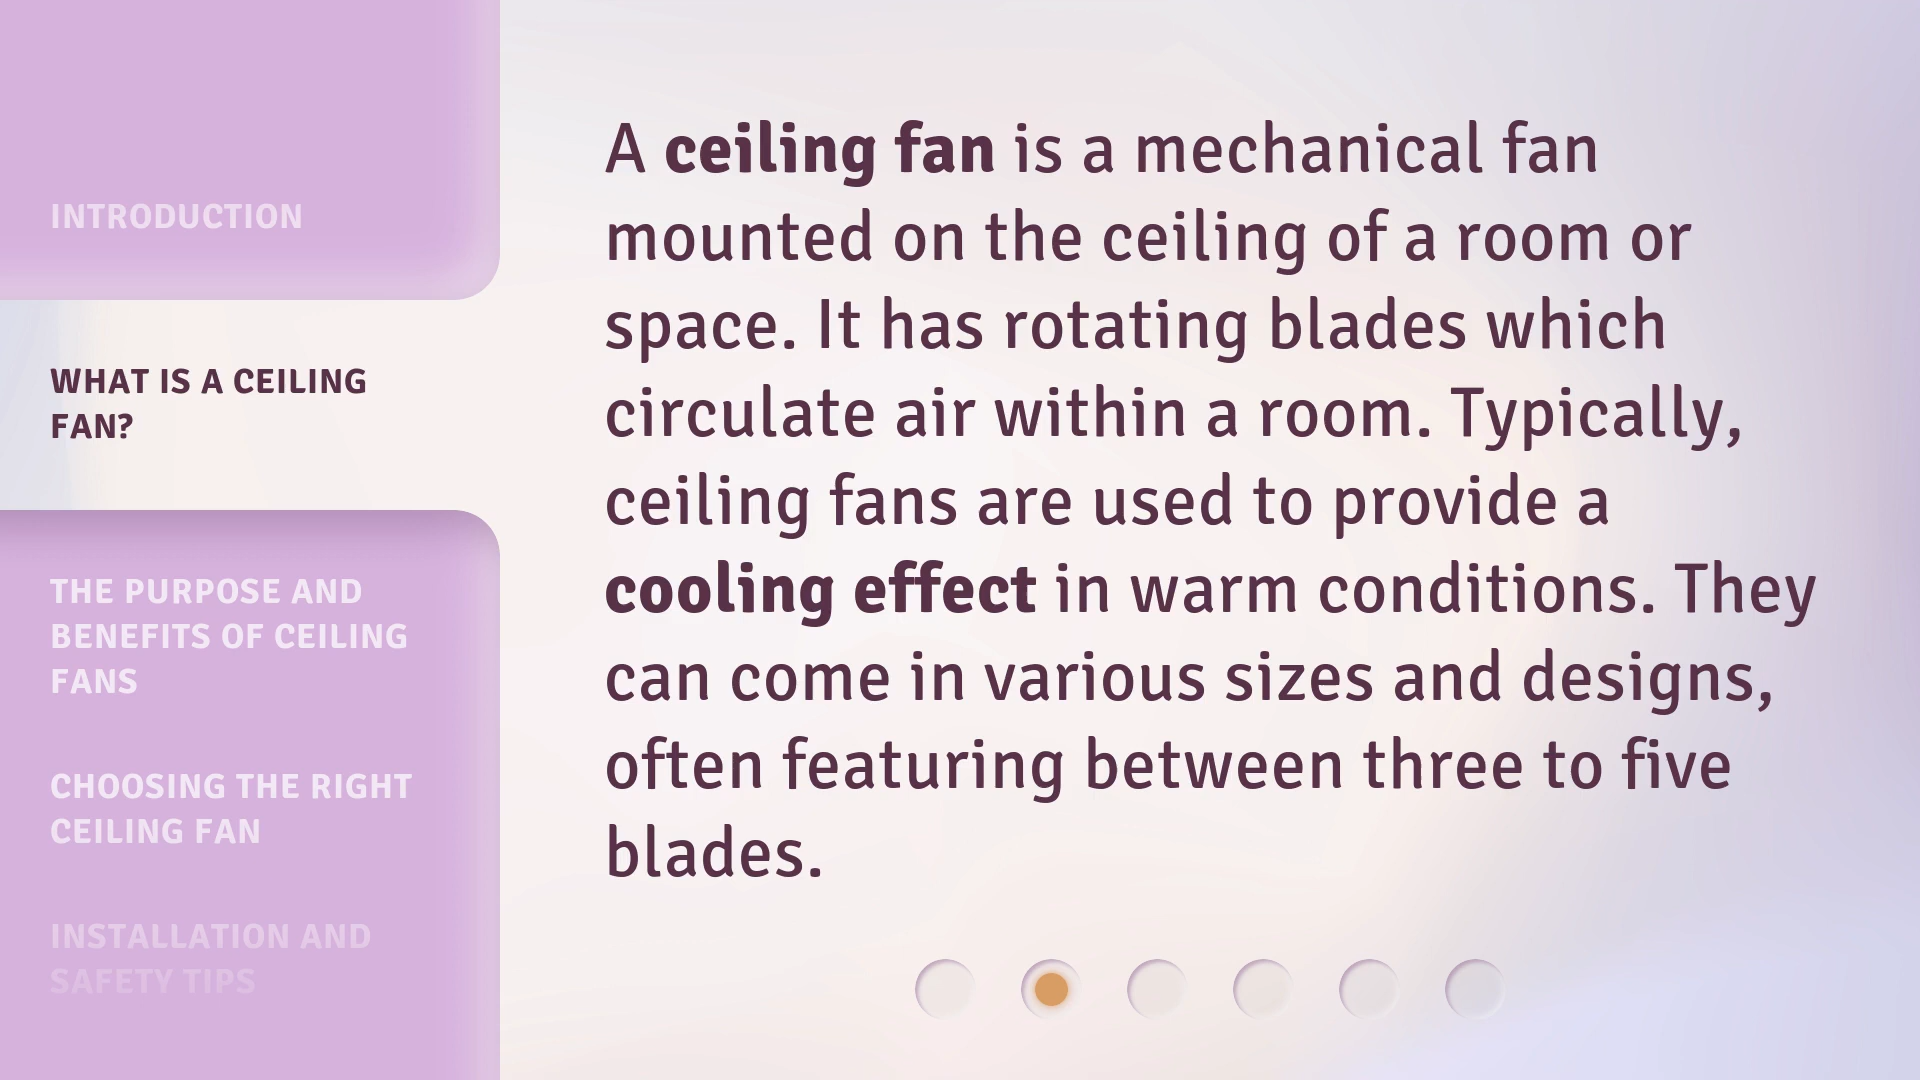 INTRODUCTION
WHAT IS A CEILING
FAN?
THE PURPOSE AND
BENEFITS OF CEILING
FANS
CHOOSING THE RIGHT
CEILING FAN
INSTALLATION AND
SAFETY TIPS
A ceiling fan is a mechanical fan
mounted on the ceiling of a room or
space. It has rotating blades which
circulate air within a room. Typically,
ceiling fans are used to provide a
cooling effect in warm conditions. They
can come in various sizes and designs,
often featuring between three to five
blades.